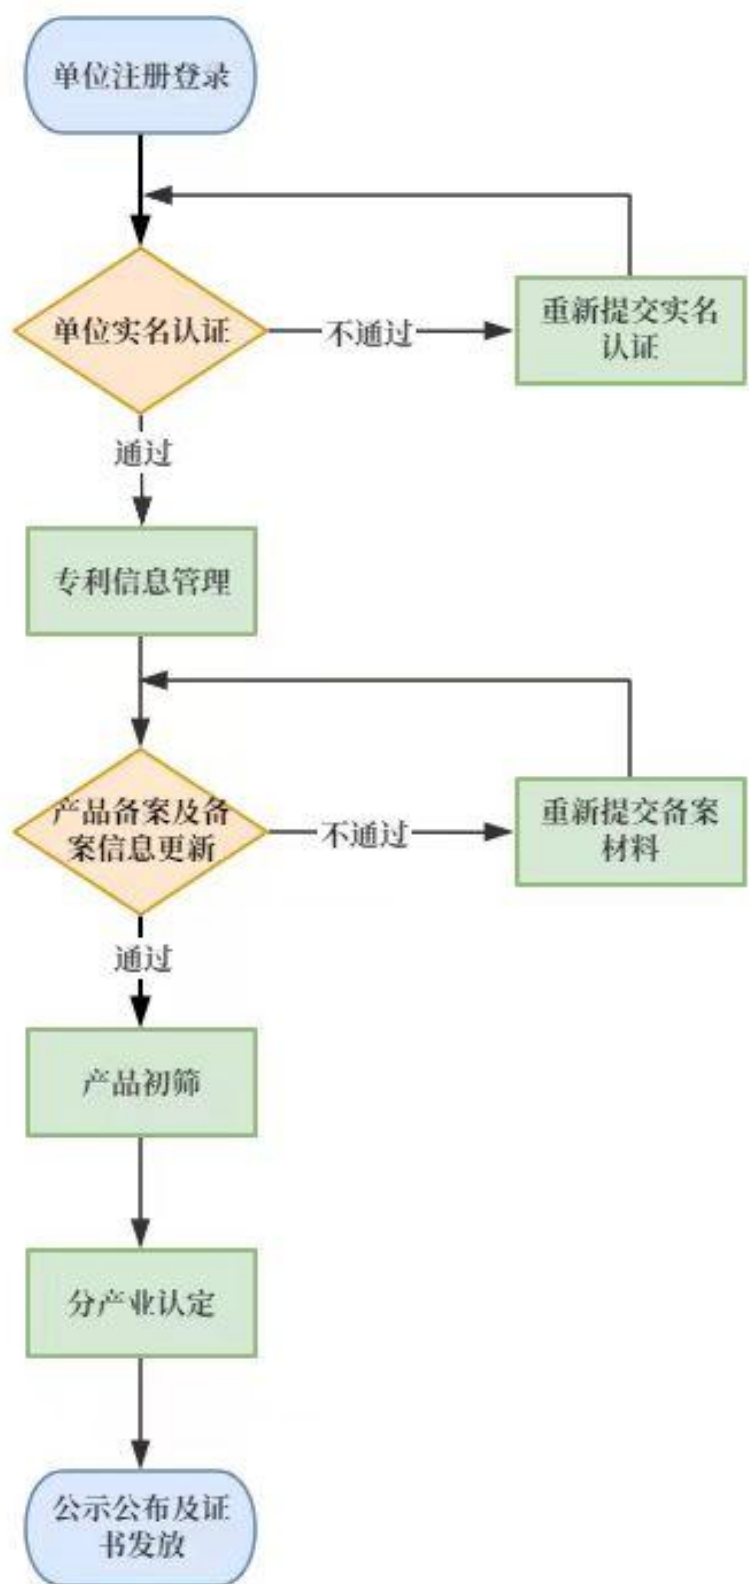 单位注册登录
单位实名认证
不通过
重新提交实名
认证
通过
专利信息管理
产品备案及备
案信息更新
不通过
重新提交备案
材料
通过
产品初筛
分产业认定
公示公布及证
书发放